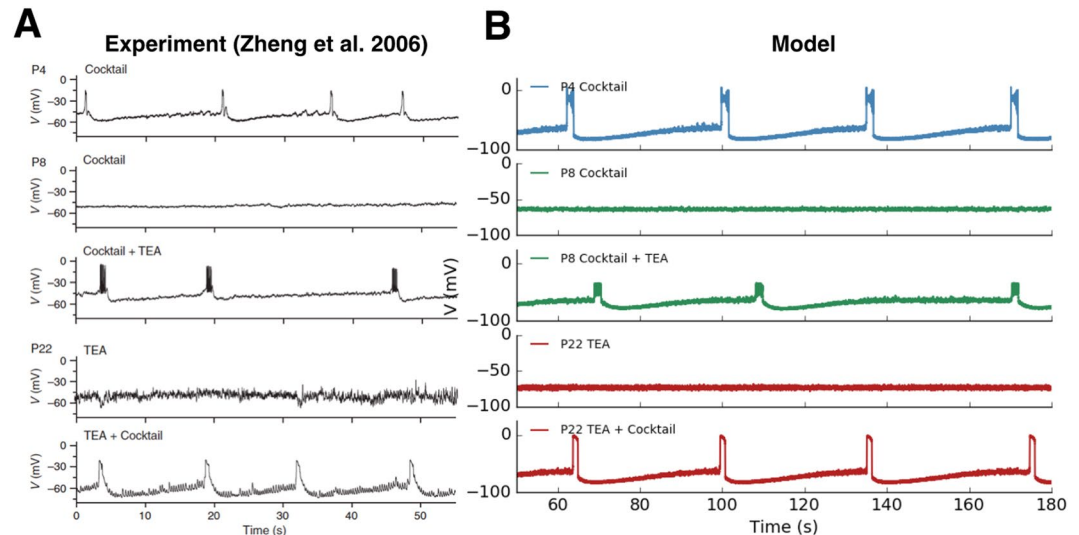 A
Experiment (Zheng et al. 2006)
P4
Cocktail
0
−30
−60
V (mV)
P8
Cocktail
0
−30
−60
V (mV)
Cocktail + TEA
0
−30
−60
V (mV)
P22
TEA
0
−30
−60
V (mV)
TEA + Cocktail
0
−30
−60
V (mV)
0 10 20 30 40 50
Time (s)
B
Model
P4 Cocktail
0
−100
P8 Cocktail
0
−50
−100
P8 Cocktail + TEA
0
−100
V (mV)
P22 TEA
0
−50
−100
P22 TEA + Cocktail
0
−100
60 80 100 120 140 160 180
Time (s)